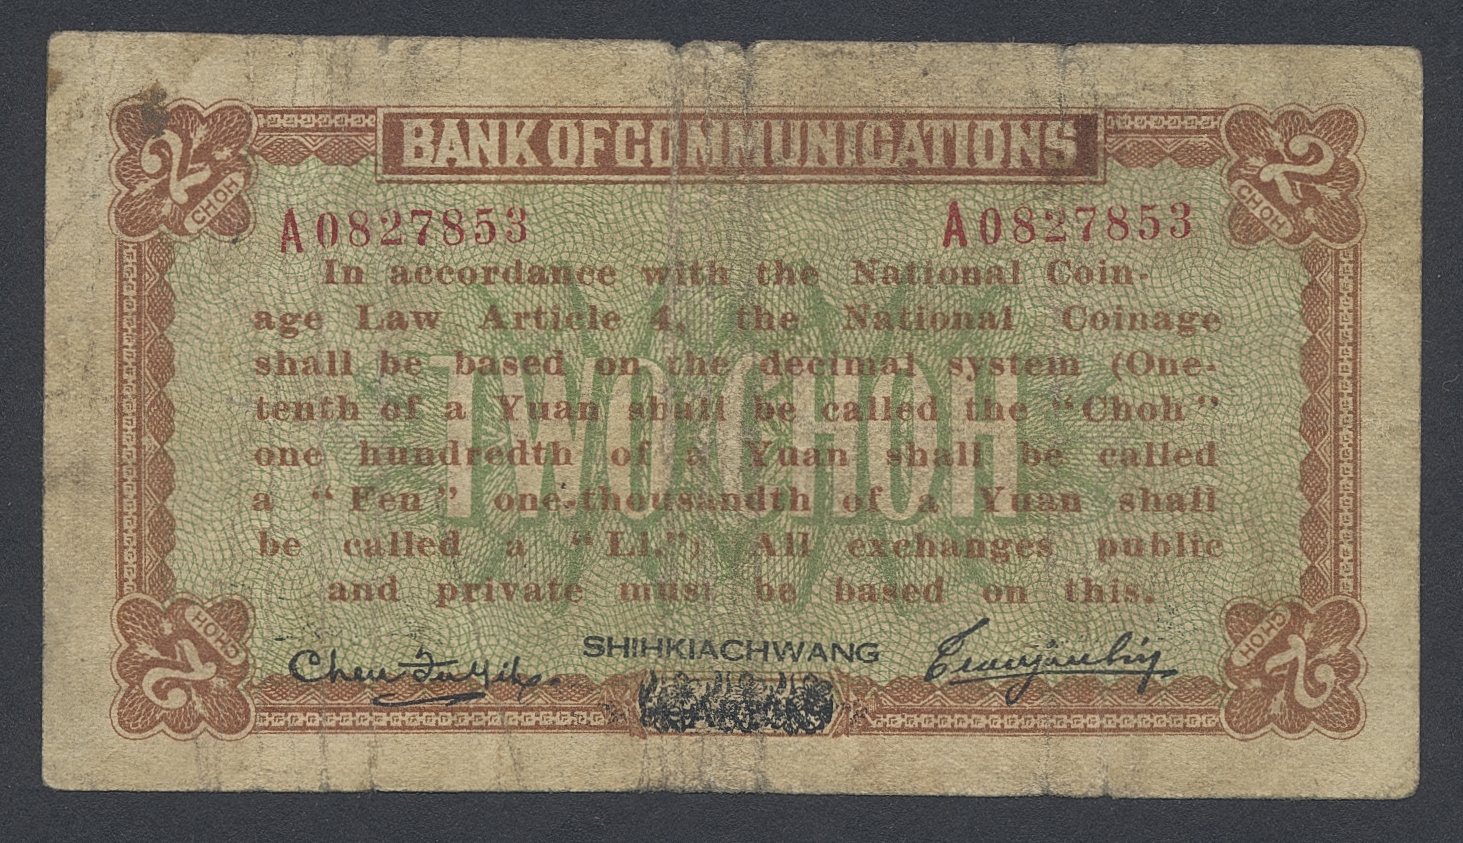 BANK OF COMMUNICATIONS
2 CHOH
2 CHOH
A0827853
A0827853
In accordance with the National Coin-
age Law Article 4, the National Coinage
shall be based on the decimal system (One-
tenth of a Yuan shall be called the “Choh”
one hundredth of a Yuan shall be called
a “Fen” one-thousandth of a Yuan shall
be called a “Li.”) All exchanges public
and private must be based on this.
TWO CHOH
SHIHKIACHWANG
2 CHOH
2 CHOH